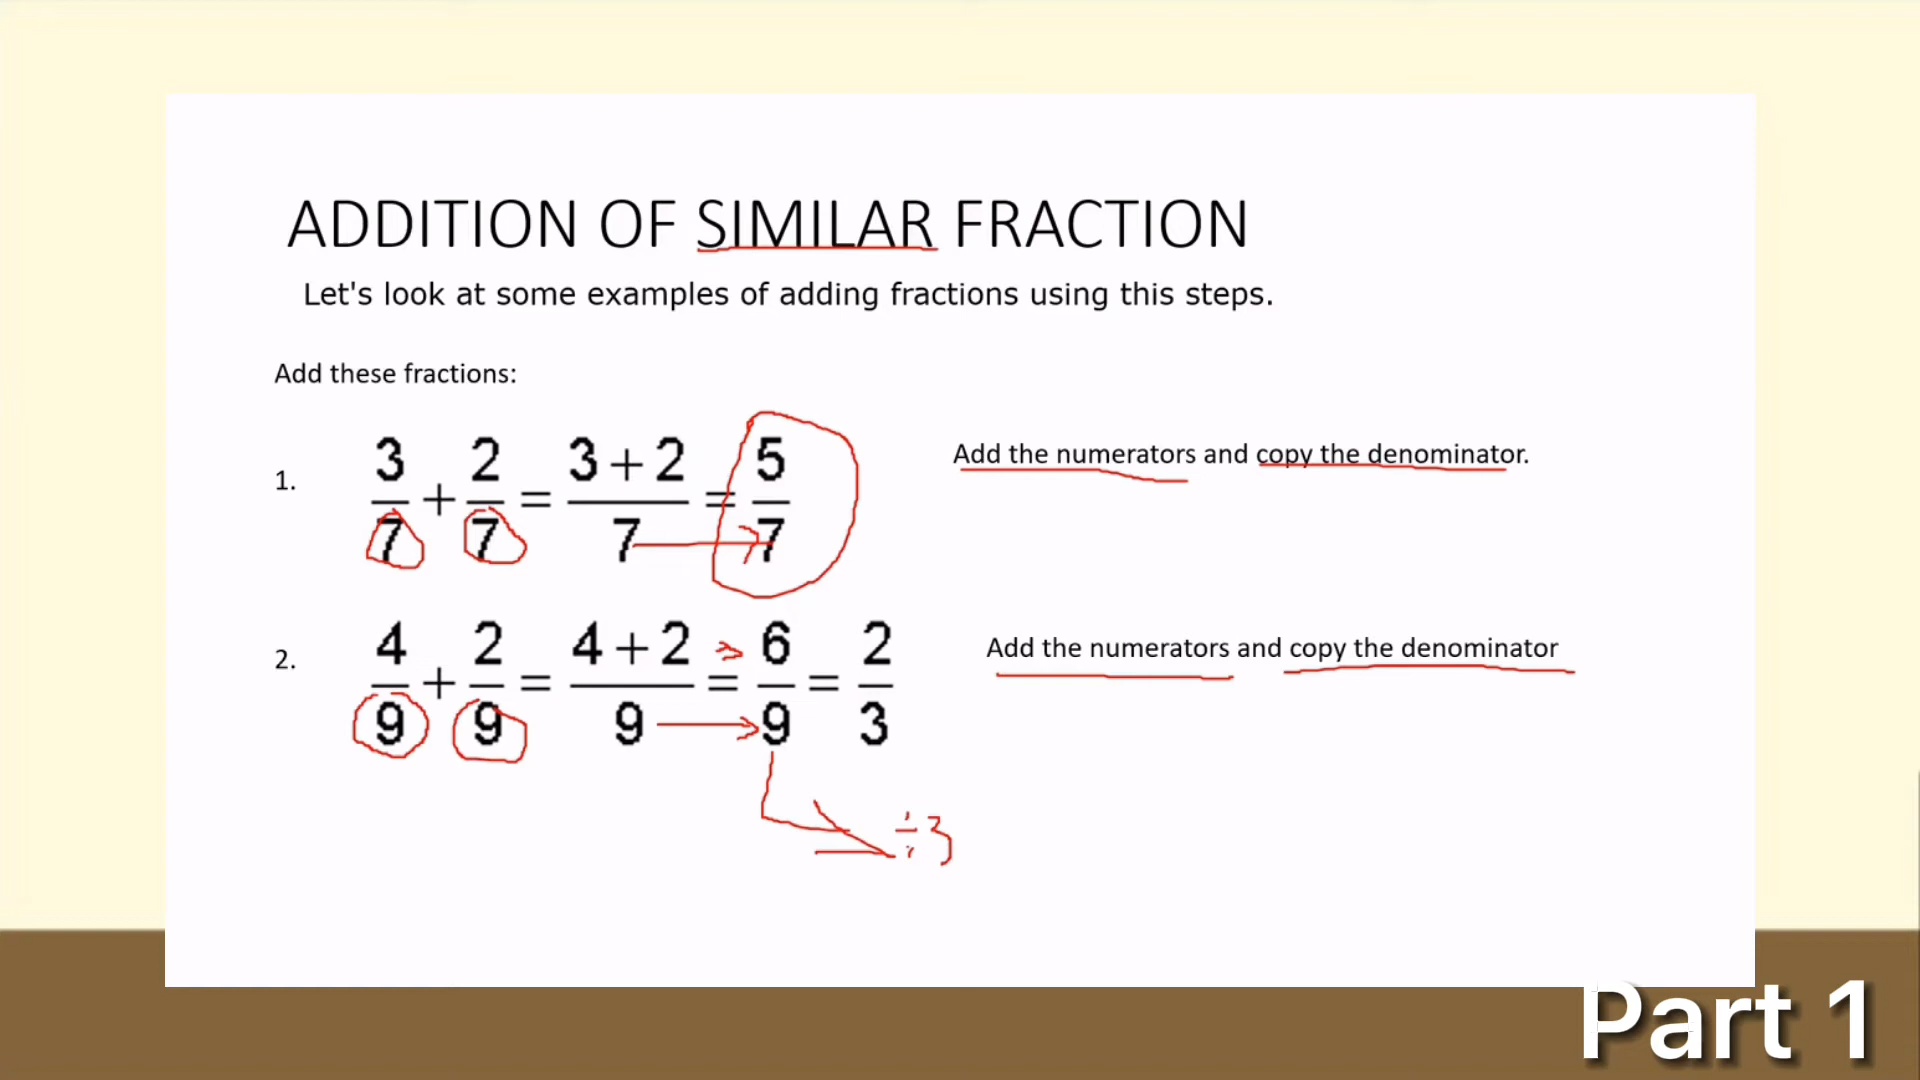 ADDITION OF SIMILAR FRACTION
Let's look at some examples of adding fractions using this steps.
Add these fractions:
1. 3/7 + 2/7 = 3+2/7 = 5/7 Add the numerators and copy the denominator.
2. 4/9 + 2/9 = 4+2/9 = 6/9 = 2/3 Add the numerators and copy the denominator
÷3
Part 1